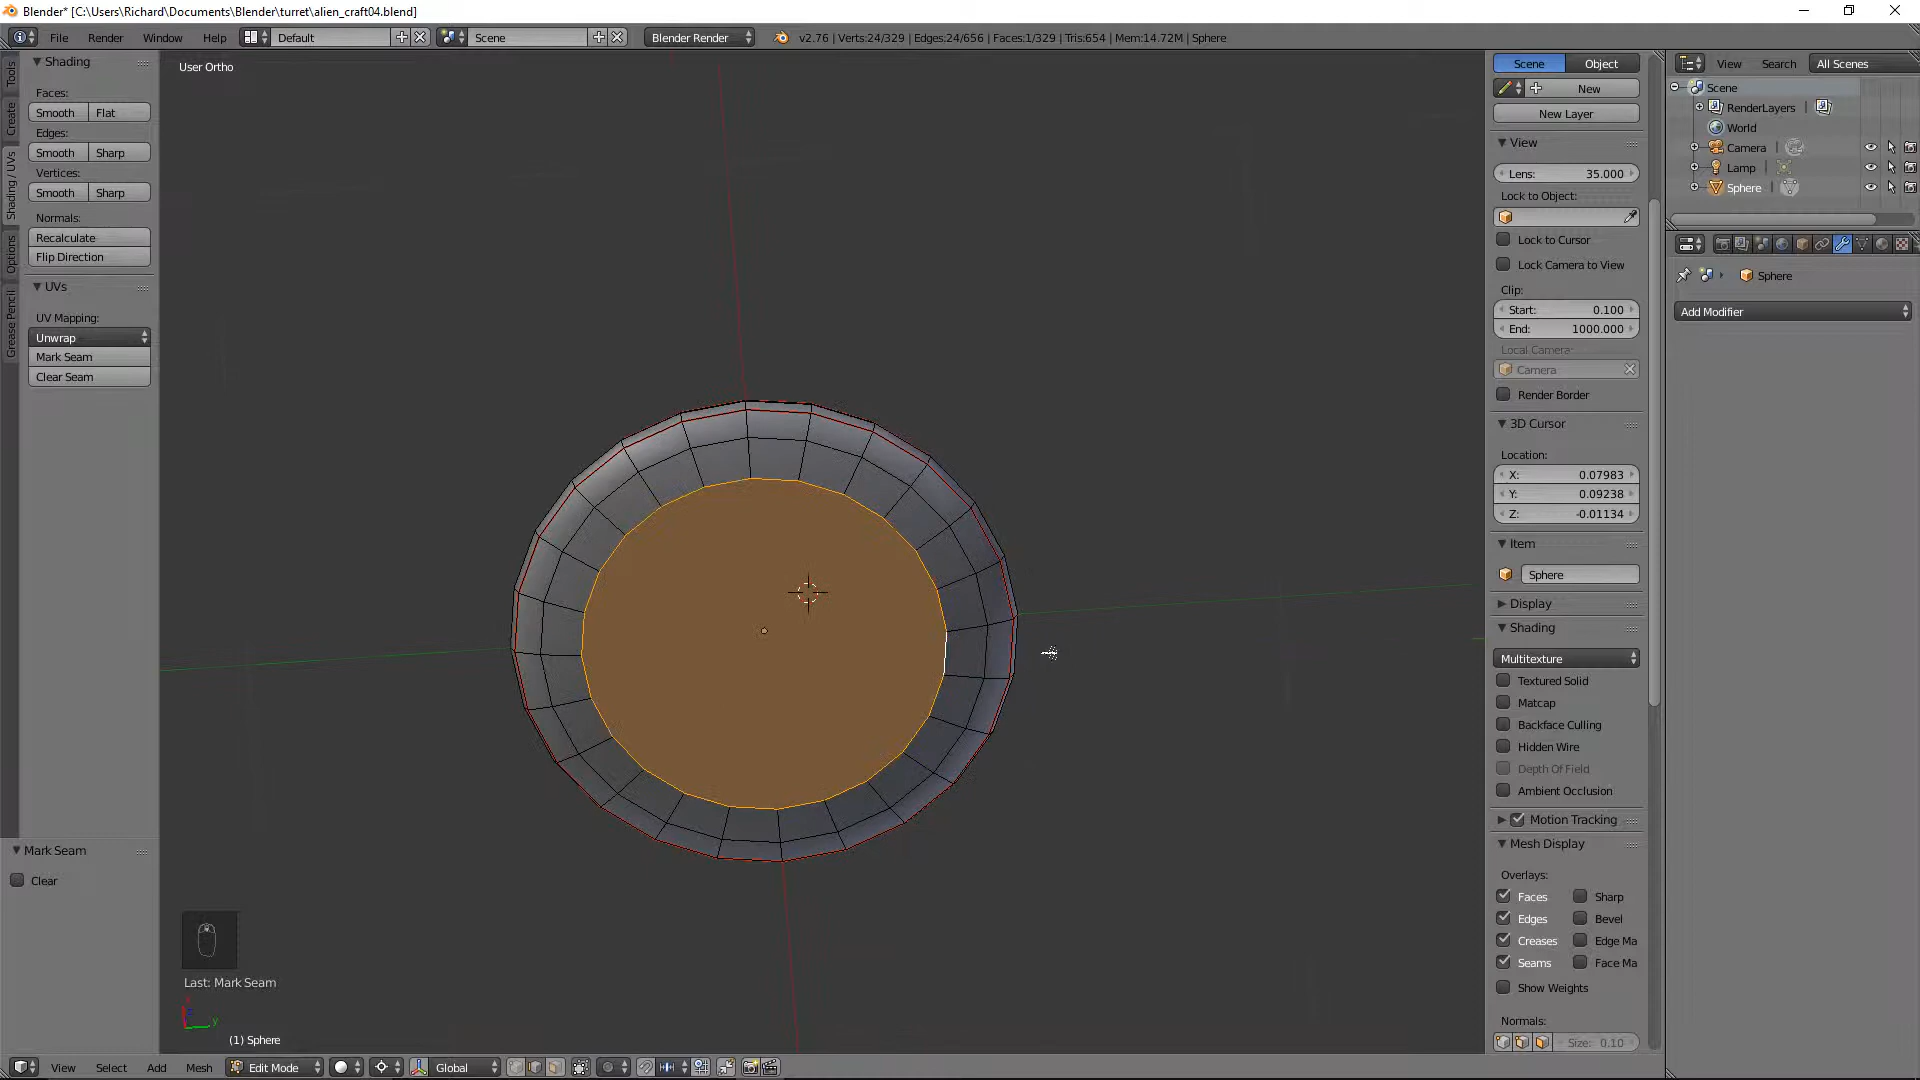 Blender* [C:\Users\Richard\Documents\Blender\turret\alien_craft04.blend]
File Render Window Help Default Scene Blender Render v2.76 | Verts:24/329 | Edges:24/656 | Faces:1/329 | Tris:654 | Mem:14.72M | Sphere
Tools
Create
Shading / UVs
Options
Grease Pencil
Shading
Faces:
Smooth Flat
Edges:
Smooth Sharp
Vertices:
Smooth Sharp
Normals:
Recalculate
Flip Direction
UVs
UV Mapping:
Unwrap
Mark Seam
Clear Seam
Mark Seam
Clear
User Ortho
Last: Mark Seam
y
(1) Sphere
View Select Add Mesh Edit Mode Global
Scene Object
New
New Layer
View
Lens: 35.000
Lock to Object:
Lock to Cursor
Lock Camera to View
Clip:
Start: 0.100
End: 1000.000
Local Camera:
Camera
Render Border
3D Cursor
Location:
X: 0.07983
Y: 0.09238
Z: -0.01134
Item
Sphere
Display
Shading
Multitexture
Textured Solid
Matcap
Backface Culling
Hidden Wire
Depth Of Field
Ambient Occlusion
Motion Tracking
Mesh Display
Overlays:
Faces Sharp
Edges Bevel
Creases Edge Ma
Seams Face Ma
Show Weights
Normals:
Size: 0.10
View Search All Scenes
Scene
RenderLayers
World
Camera
Lamp
Sphere
Sphere
Add Modifier